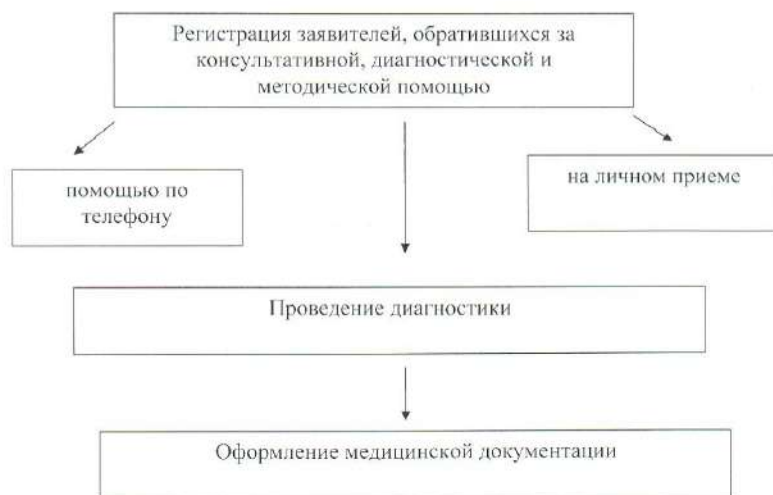 Регистрация заявителей, обратившихся за
консультативной, диагностической и
методической помощью
помощью по
телефону
на личном приеме
Проведение диагностики
Оформление медицинской документации